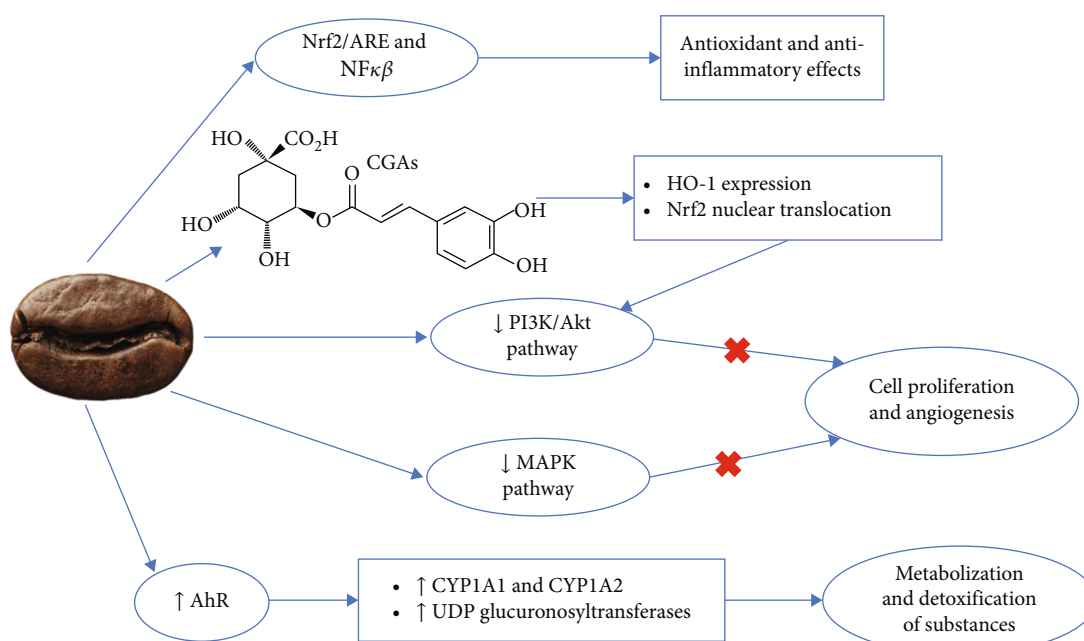 Nrf2/ARE and
NFκβ
Antioxidant and anti-
inflammatory effects
HO
CO₂H
O
CGAs
HO
OH
O
OH
OH
• HO-1 expression
• Nrf2 nuclear translocation
↓ PI3K/Akt
pathway
Cell proliferation
and angiogenesis
↓ MAPK
pathway
↑ AhR
• ↑ CYP1A1 and CYP1A2
• ↑ UDP glucuronosyltransferases
Metabolization
and detoxification
of substances